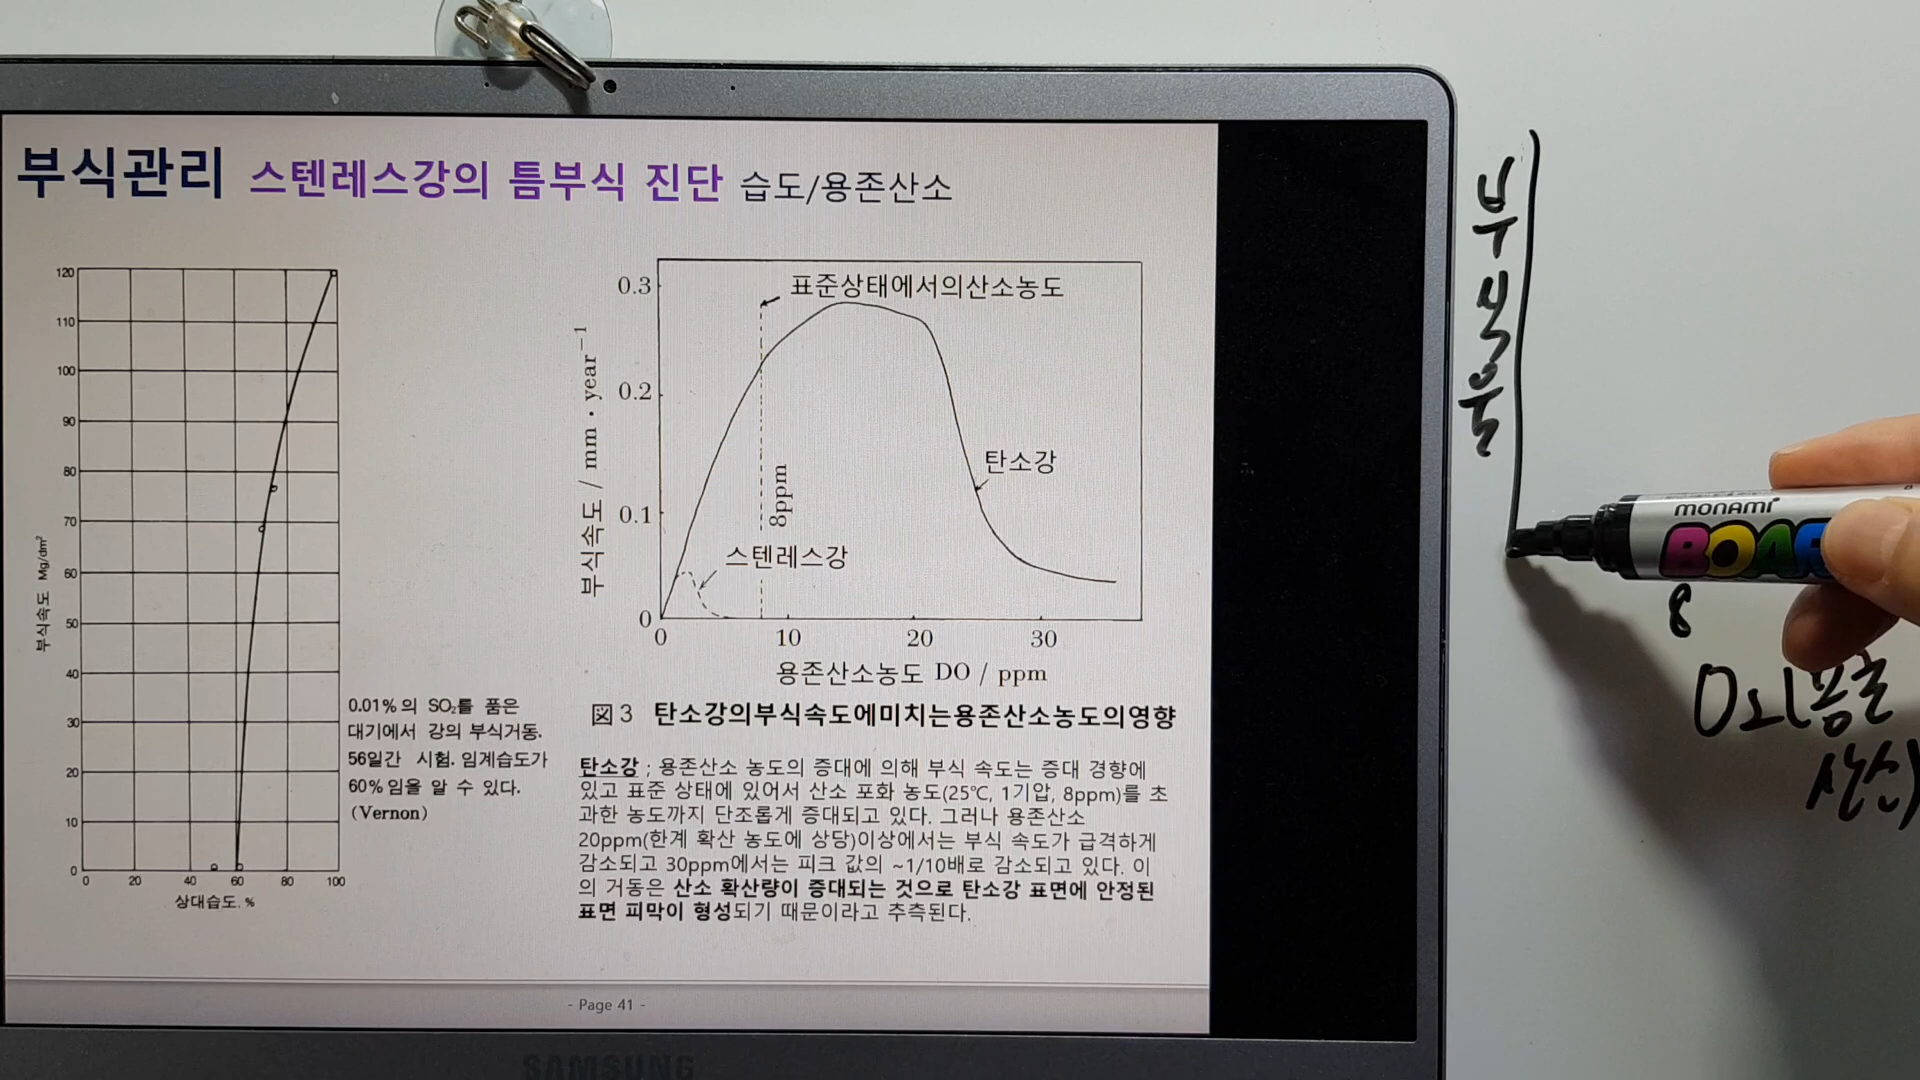 부식관리 스텐레스강의 틈부식 진단 습도/용존산소
120
110
100
90
80
70
60
50
40
30
20
10
0
부식속도 Mg/dm²
0 20 40 60 80 100
상대습도. %
0.01%의 SO₂를 품은
대기에서 강의 부식거동.
56일간 시험. 임계습도가
60%임을 알 수 있다.
(Vernon)
부식속도 / mm · year⁻¹
0.3
0.2
0.1
0
표준상태에서의산소농도
8ppm
탄소강
스텐레스강
0 10 20 30
용존산소농도 DO / ppm
図3 탄소강의부식속도에미치는용존산소농도의영향
탄소강 ; 용존산소 농도의 증대에 의해 부식 속도는 증대 경향에
있고 표준 상태에 있어서 산소 포화 농도(25℃, 1기압, 8ppm)를 초
과한 농도까지 단조롭게 증대되고 있다. 그러나 용존산소
20ppm(한계 확산 농도에 상당)이상에서는 부식 속도가 급격하게
감소되고 30ppm에서는 피크 값의 ~1/10배로 감소되고 있다. 이
의 거동은 산소 확산량이 증대되는 것으로 탄소강 표면에 안정된
표면 피막이 형성되기 때문이라고 추측된다.
- Page 41 -
SAMSUNG
부식율
monami
BOAR
8
O₂(용존
산소)